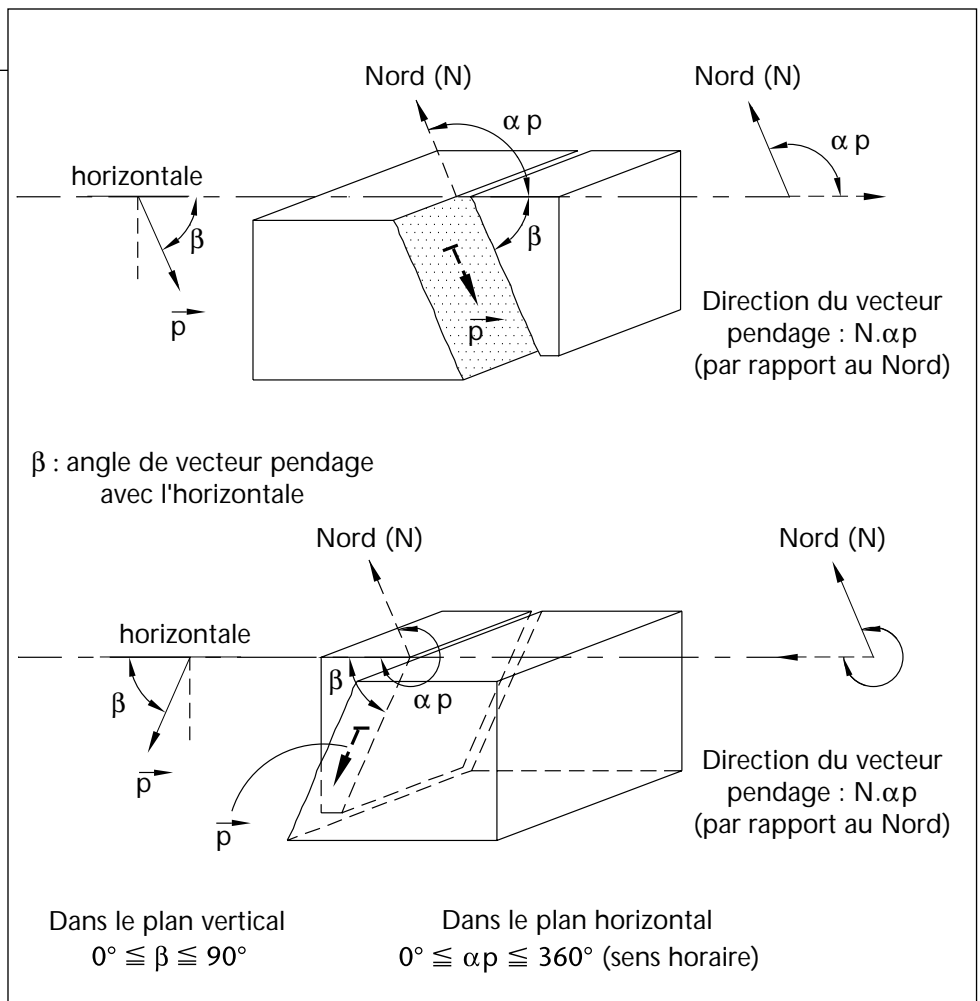 Nord (N)
Nord (N)
α p
α p
horizontale
β
β
p
p
Direction du vecteur
pendage : N.αp
(par rapport au Nord)
β : angle de vecteur pendage
avec l'horizontale
Nord (N)
Nord (N)
horizontale
β
β
α p
p
p
Direction du vecteur
pendage : N.αp
(par rapport au Nord)
Dans le plan vertical
0° ≦ β ≦ 90°
Dans le plan horizontal
0° ≦ αp ≦ 360° (sens horaire)